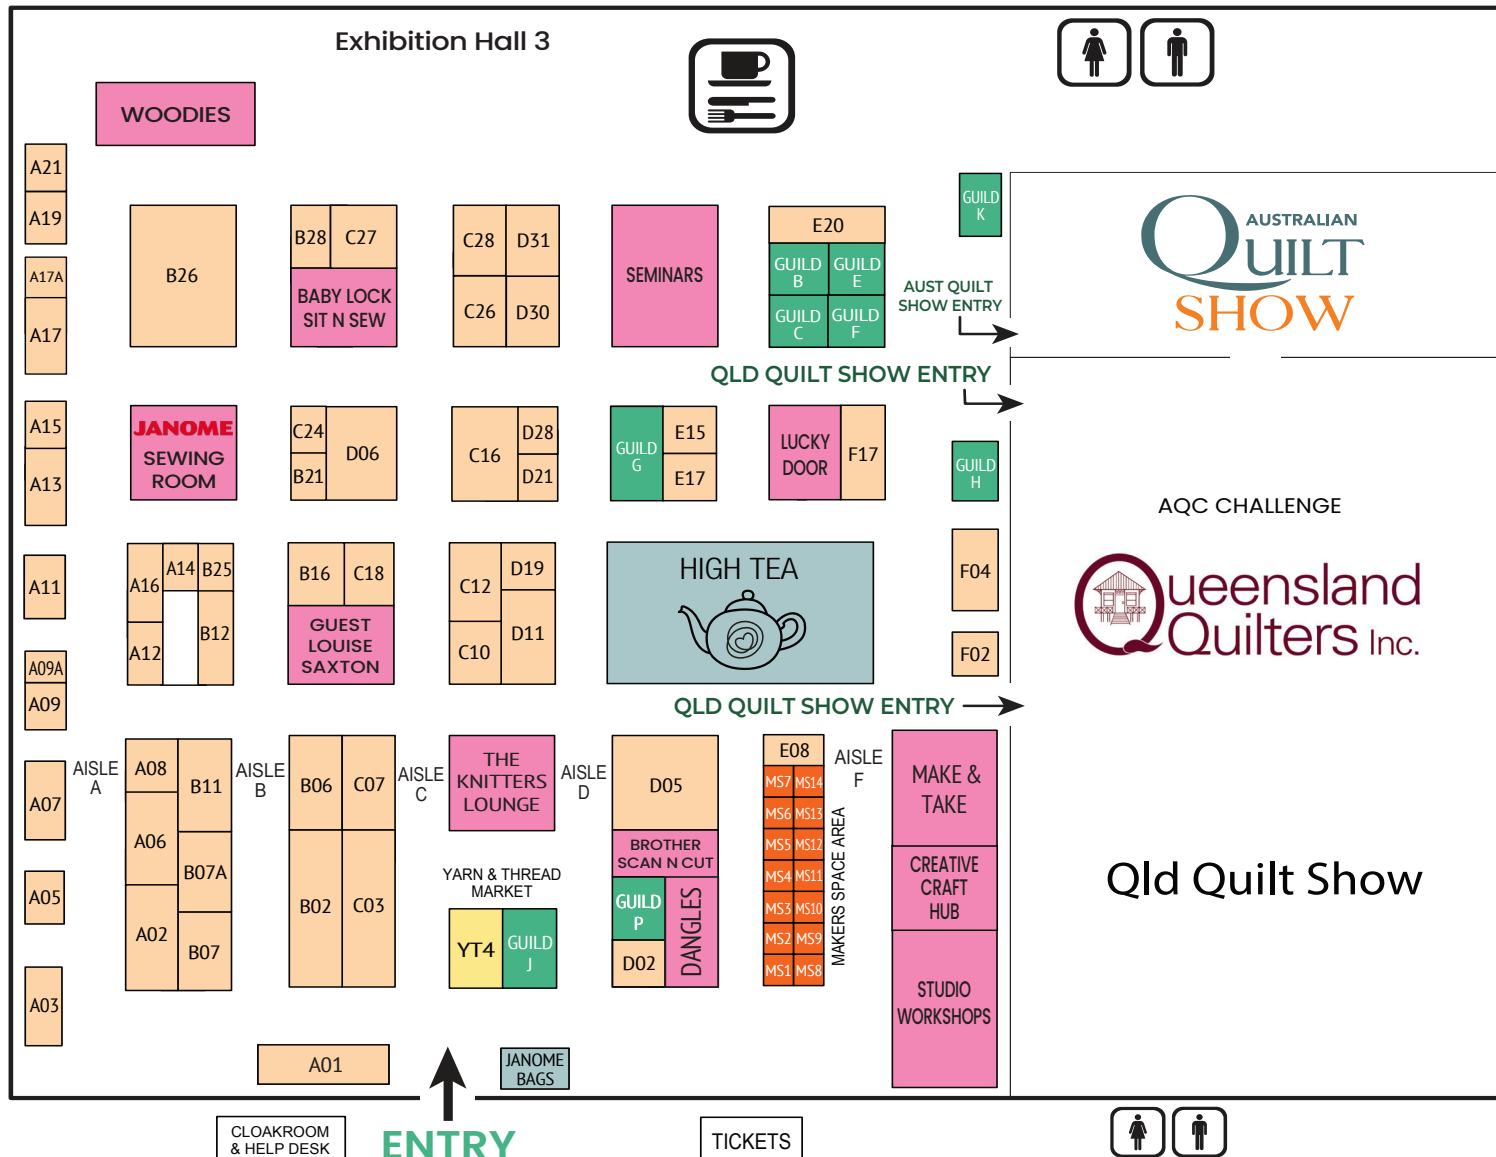 Exhibition Hall 3
WOODIES
A21
A19
A17A
A17
A15
A13
A11
A09A
A09
A07
A05
A03
B26
B28
C27
BABY LOCK
SIT N SEW
C28
D31
C26
D30
SEMINARS
E20
GUILD
B
GUILD
E
GUILD
C
GUILD
F
GUILD
K
AUST QUILT
SHOW ENTRY
AUSTRALIAN
QUILT
SHOW
QLD QUILT SHOW ENTRY
JANOME
SEWING
ROOM
C24
B21
D06
C16
D28
D21
GUILD
G
E15
E17
LUCKY
DOOR
F17
GUILD
H
AQC CHALLENGE
A16
A14
B25
A12
B12
B16
C18
GUEST
LOUISE
SAXTON
C12
D19
C10
D11
HIGH TEA
F04
F02
Queensland
Quilters Inc.
QLD QUILT SHOW ENTRY
AISLE
A
A08
A06
A02
B11
B07A
B07
AISLE
B
B06
C07
B02
C03
AISLE
C
THE
KNITTERS
LOUNGE
YARN & THREAD
MARKET
YT4
GUILD
J
AISLE
D
D05
BROTHER
SCAN N CUT
GUILD
P
D02
DANGLES
E08
MS7
MS14
MS6
MS13
MS5
MS12
MS4
MS11
MS3
MS10
MS2
MS9
MS1
MS8
MAKERS SPACE AREA
AISLE
F
MAKE &
TAKE
CREATIVE
CRAFT
HUB
STUDIO
WORKSHOPS
Qld Quilt Show
A01
JANOME
BAGS
CLOAKROOM
& HELP DESK
ENTRY
TICKETS